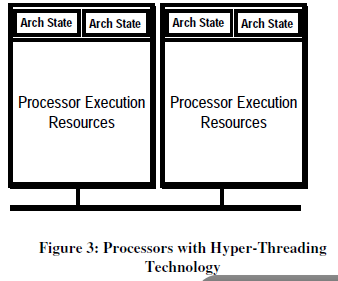 Arch State Arch State Arch State Arch State
Processor Execution Processor Execution
Resources Resources
Figure 3: Processors with Hyper-Threading
Technology